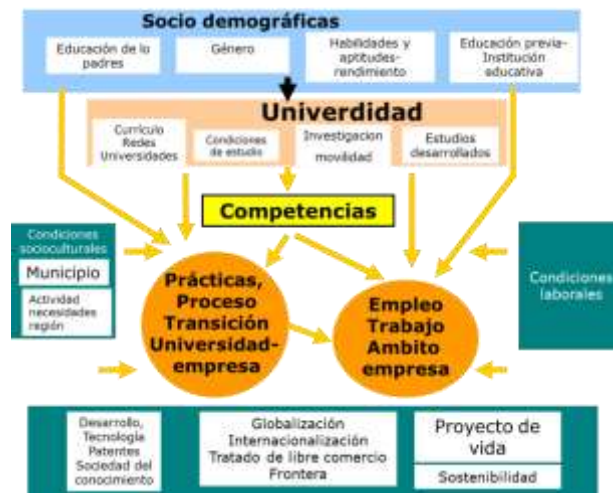 Socio demográficas
Educación de lo
padres
Género
Habilidades y
aptitudes-
rendimiento
Educación previa-
Institución
educativa
Univerdidad
Currículo
Redes
Universidades
Condiciones
de estudio
Investigacion
movilidad
Estudios
desarrollados
Competencias
Condiciones
socioculturales
Municipio
Actividad
necesidades
región
Prácticas,
Proceso
Transición
Universidad-
empresa
Empleo
Trabajo
Ambito
empresa
Condiciones
laborales
Desarrollo,
Tecnología
Patentes
Sociedad del
conocimiento
Globalización
Internacionalización
Tratado de libre comercio
Frontera
Proyecto de
vida
Sostenibilidad